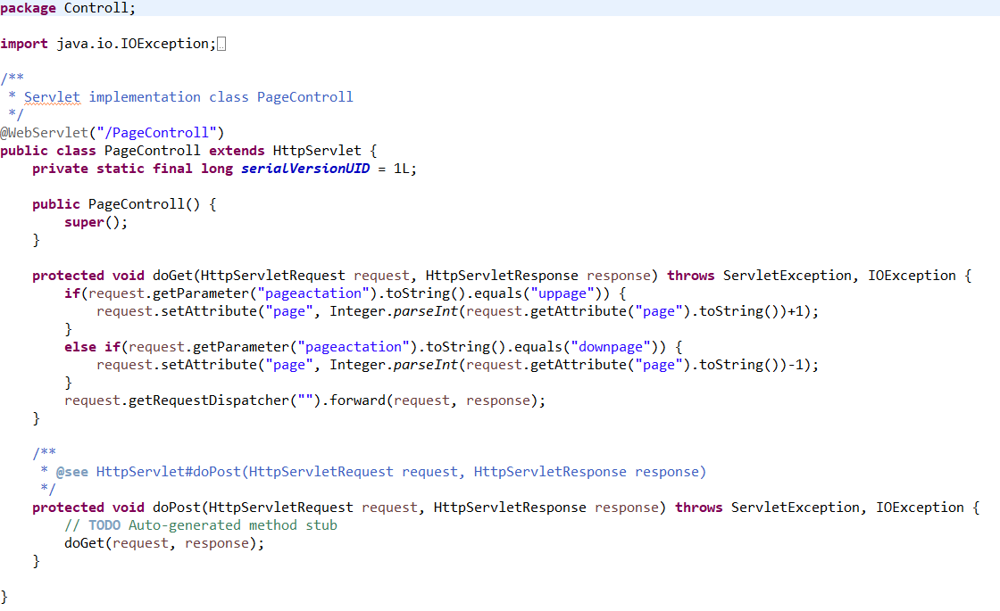 package Controll;
import java.io.IOException;
/**
* Servlet implementation class PageControll
*/
@WebServlet("/PageControll")
public class PageControll extends HttpServlet {
private static final long serialVersionUID = 1L;
public PageControll() {
super();
}
protected void doGet(HttpServletRequest request, HttpServletResponse response) throws ServletException, IOException {
if(request.getParameter("pageactation").toString().equals("uppage")) {
request.setAttribute("page", Integer.parseInt(request.getAttribute("page").toString())+1);
}
else if(request.getParameter("pageactation").toString().equals("downpage")) {
request.setAttribute("page", Integer.parseInt(request.getAttribute("page").toString())-1);
}
request.getRequestDispatcher("").forward(request, response);
}
/**
* @see HttpServlet#doPost(HttpServletRequest request, HttpServletResponse response)
*/
protected void doPost(HttpServletRequest request, HttpServletResponse response) throws ServletException, IOException {
// TODO Auto-generated method stub
doGet(request, response);
}
}